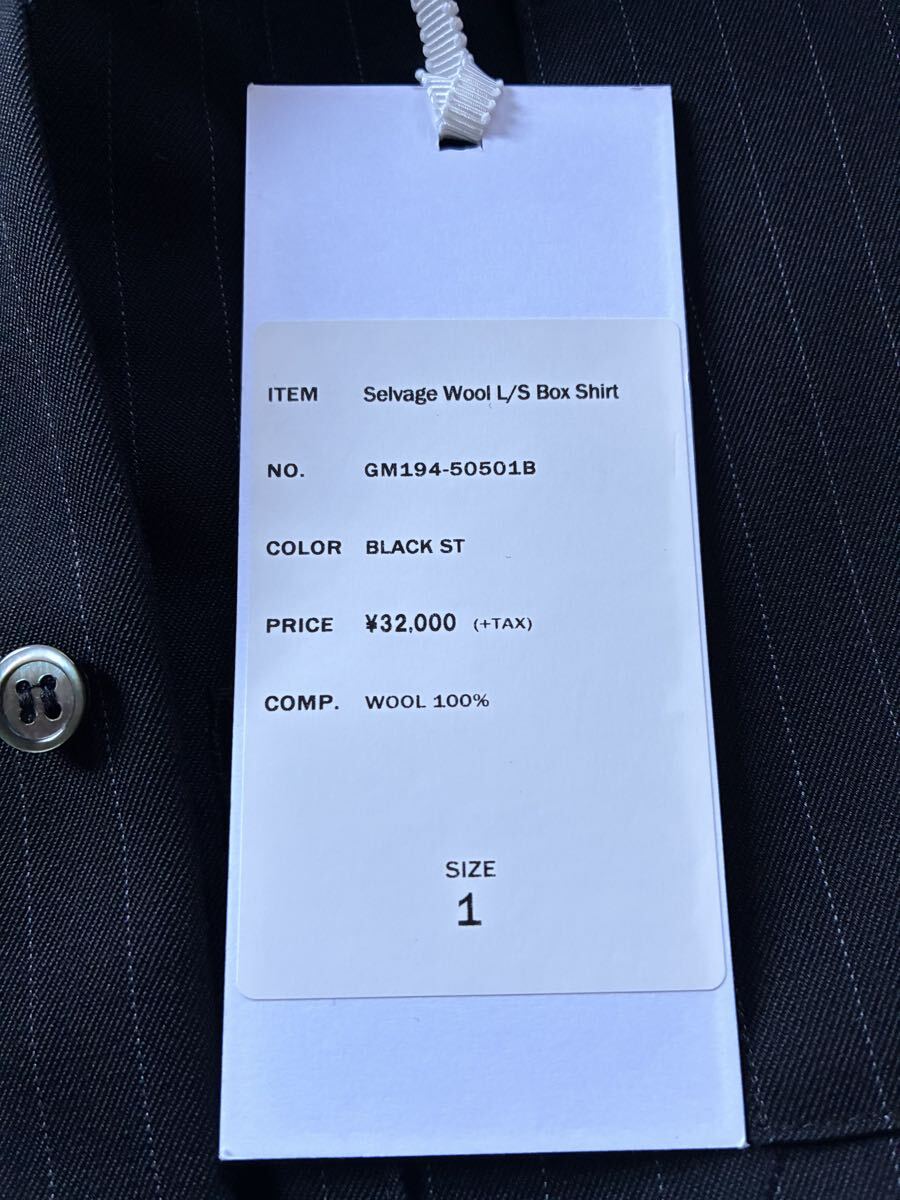 ITEM Selvage Wool L/S Box Shirt
NO. GM194-50501B
COLOR BLACK ST
PRICE ¥32,000 (+TAX)
COMP. WOOL 100%
SIZE
1